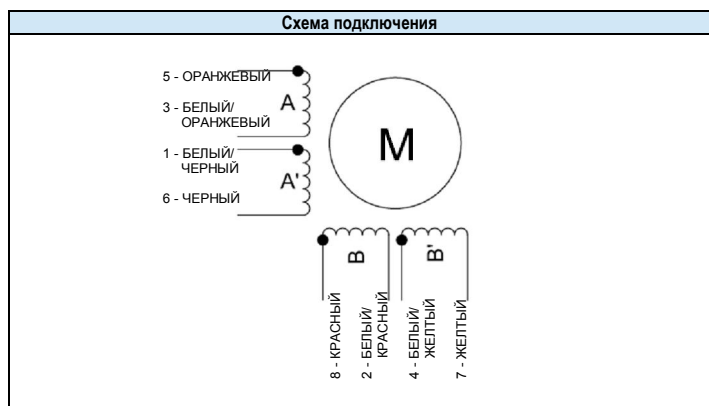 Схема подключения
5 - ОРАНЖЕВЫЙ
3 - БЕЛЫЙ/
ОРАНЖЕВЫЙ
A
1 - БЕЛЫЙ/
ЧЕРНЫЙ
6 - ЧЕРНЫЙ
A'
M
B
B'
8 - КРАСНЫЙ
2 - БЕЛЫЙ/
КРАСНЫЙ
4 - БЕЛЫЙ/
ЖЕЛТЫЙ
7 - ЖЕЛТЫЙ